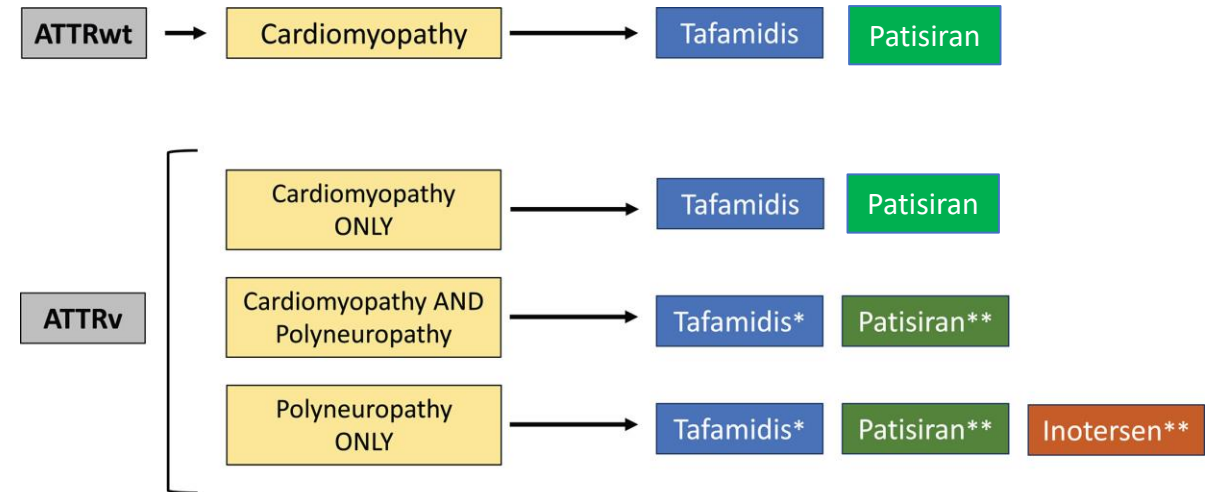 ATTRwt
Cardiomyopathy
Tafamidis
Patisiran
Cardiomyopathy
ONLY
Tafamidis
Patisiran
ATTRv
Cardiomyopathy AND
Polyneuropathy
Tafamidis*
Patisiran**
Polyneuropathy
ONLY
Tafamidis*
Patisiran**
Inotersen**